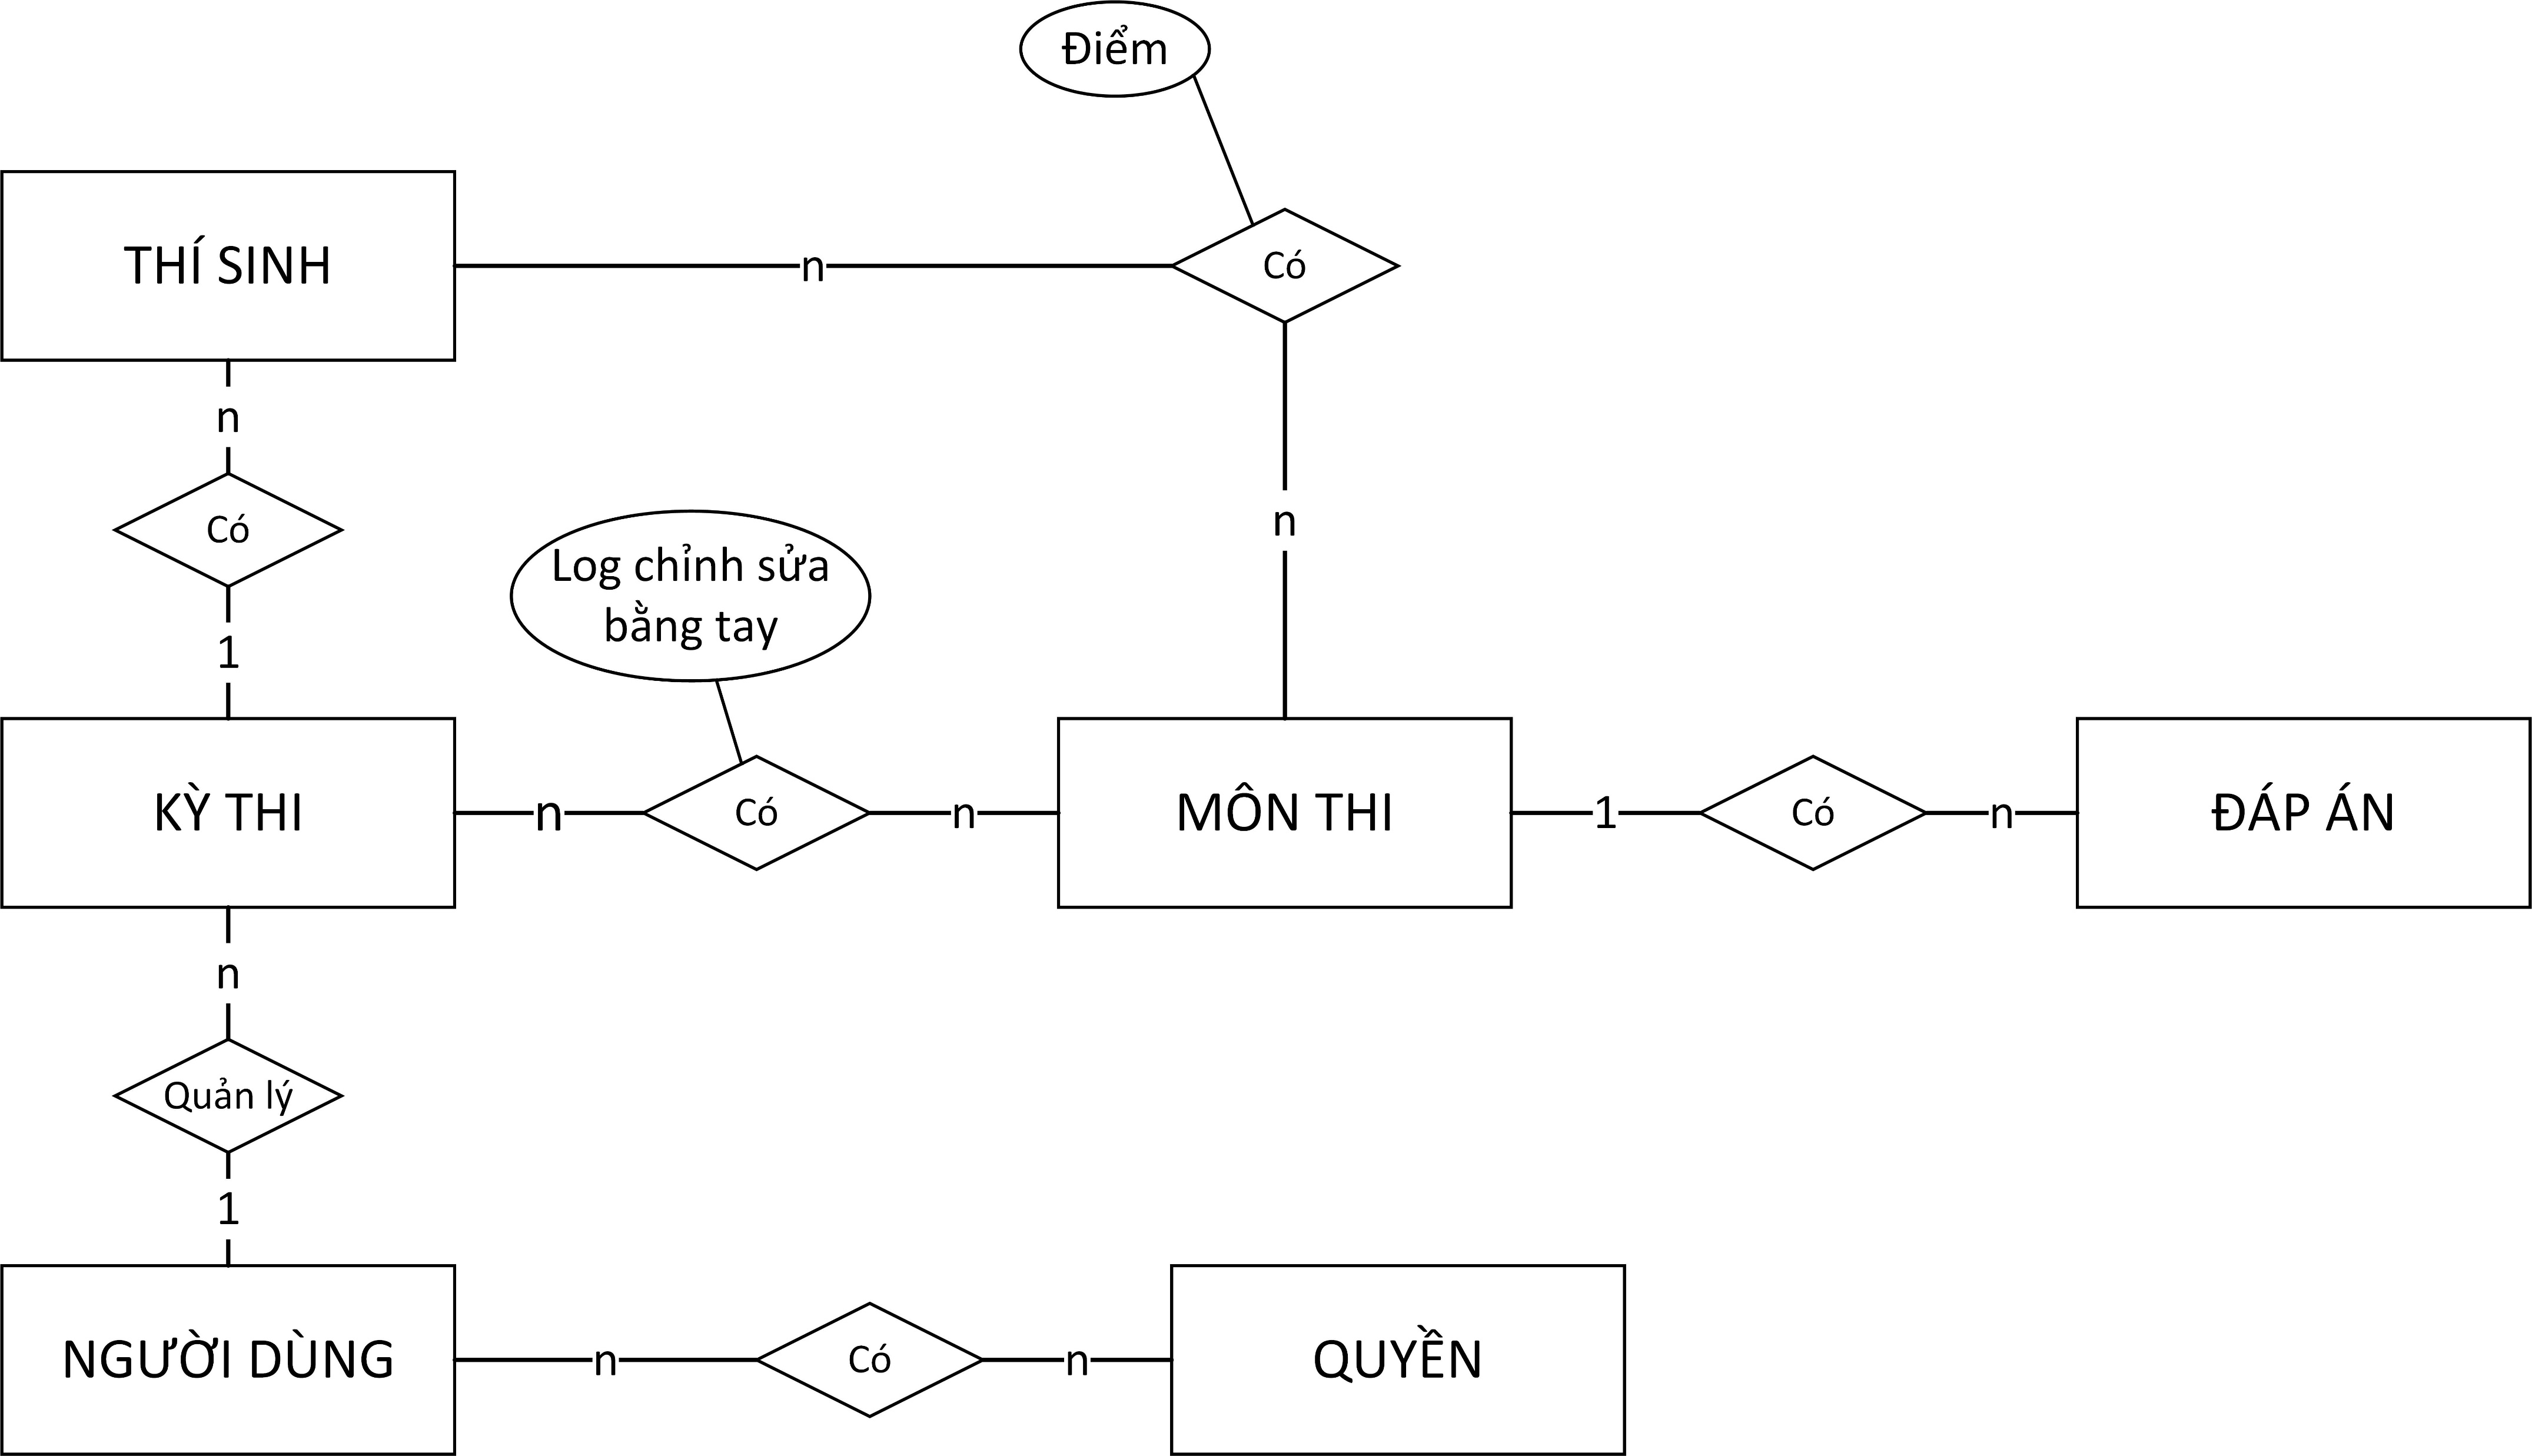 Điểm
THÍ SINH
n
Có
n
n
Có
Log chỉnh sửa
bằng tay
1
KỲ THI
n
Có
n
MÔN THI
1
Có
n
ĐÁP ÁN
n
Quản lý
1
NGƯỜI DÙNG
n
Có
n
QUYỀN